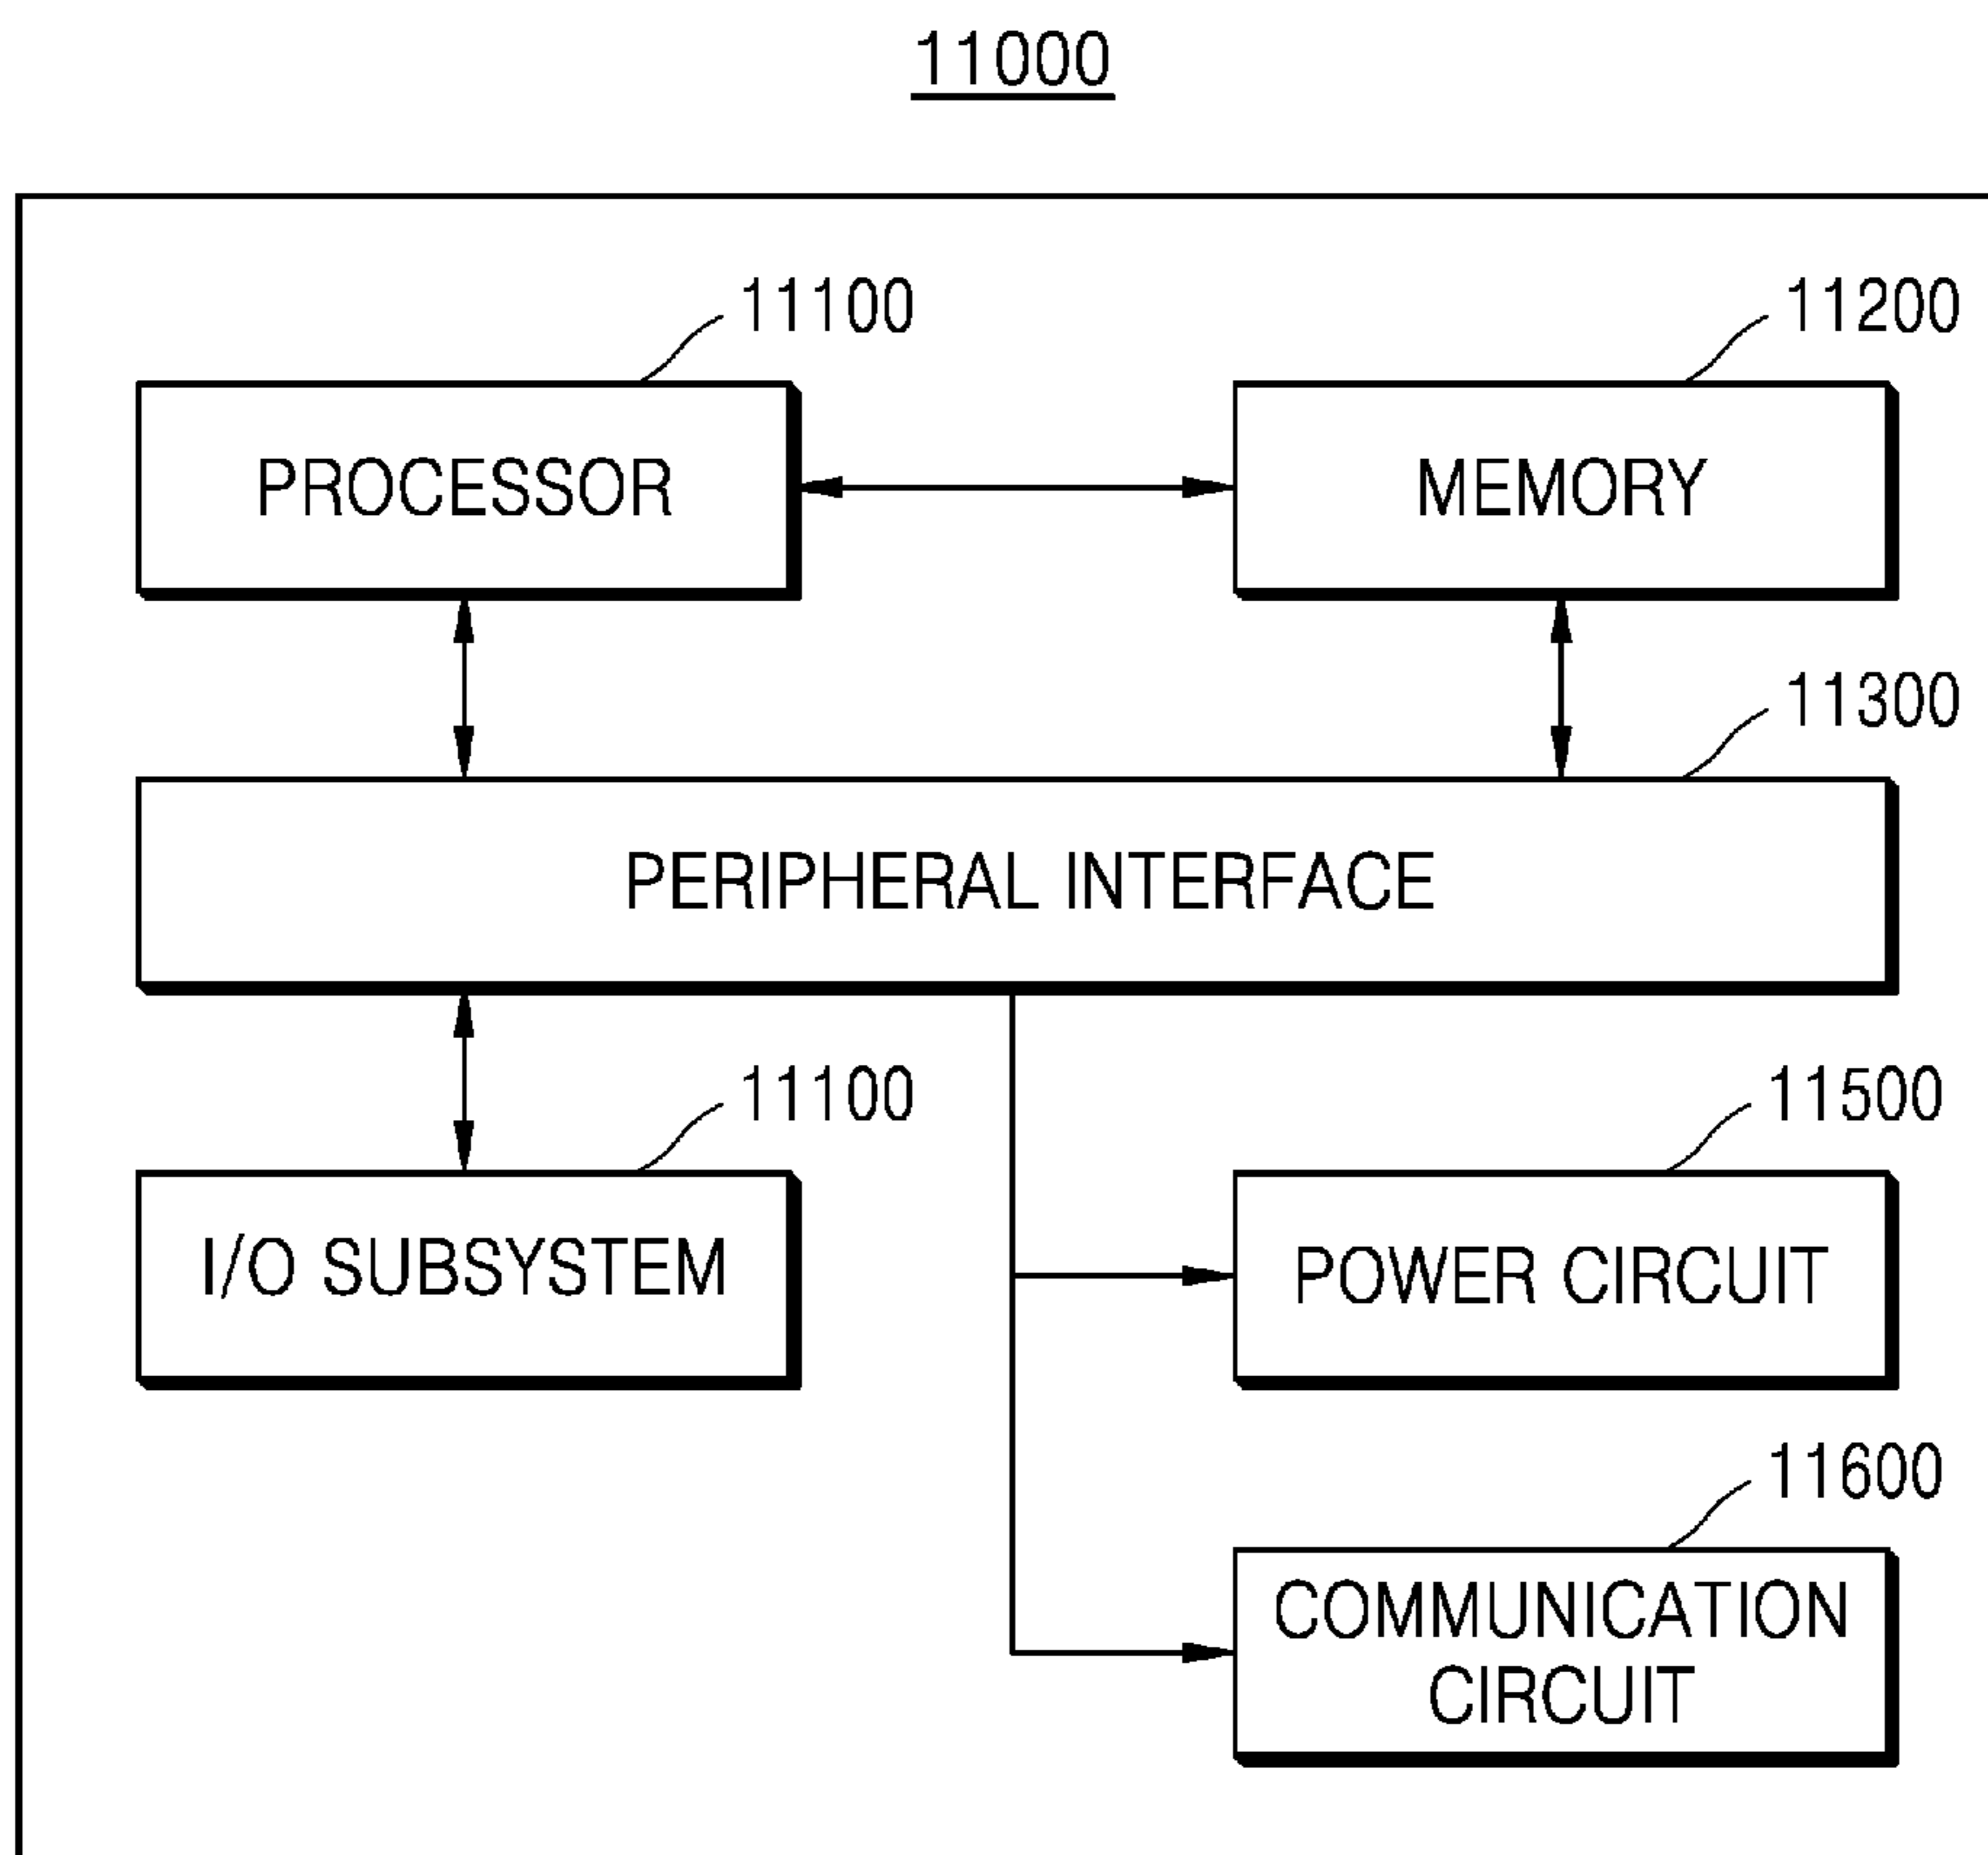 11000
11100
11200
PROCESSOR
MEMORY
11300
PERIPHERAL INTERFACE
11100
11500
I/O SUBSYSTEM
POWER CIRCUIT
11600
COMMUNICATION
CIRCUIT